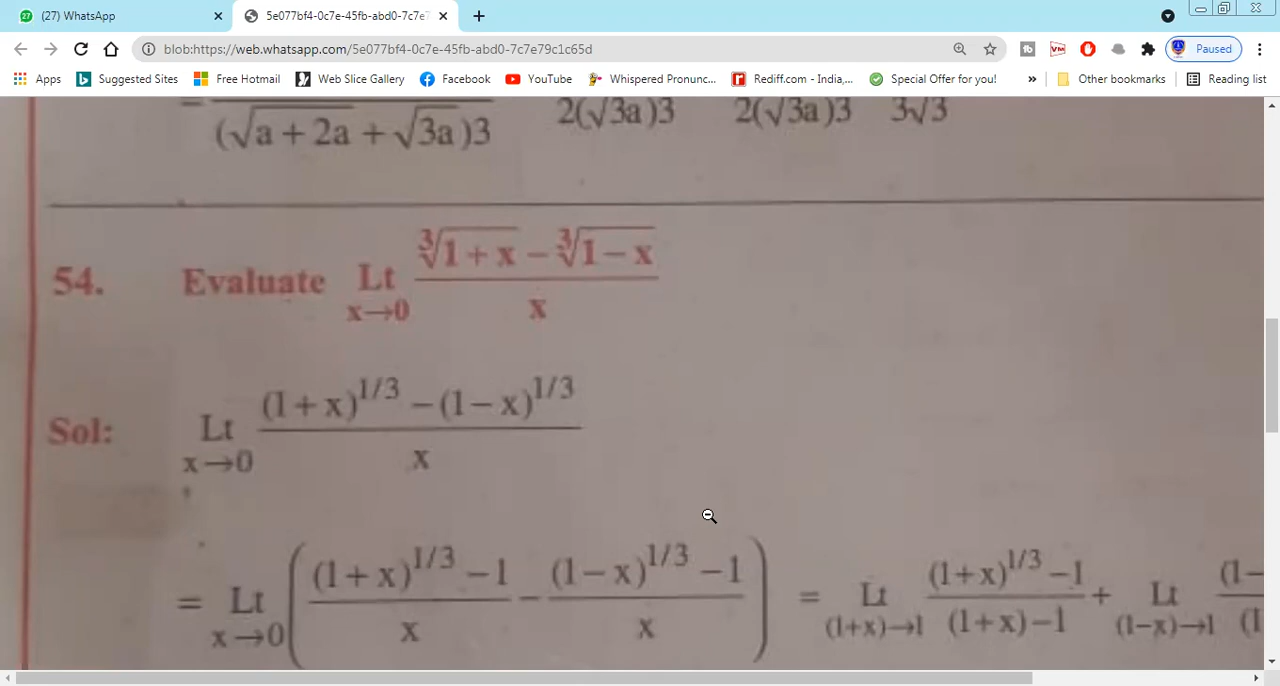 (27) WhatsApp
5e077bf4-0c7e-45fb-abd0-7c7e7
blob:https://web.whatsapp.com/5e077bf4-0c7e-45fb-abd0-7c7e79c1c65d
Paused
Apps Suggested Sites Free Hotmail Web Slice Gallery Facebook YouTube Whispered Pronunc... Rediff.com - India,... Special Offer for you! » Other bookmarks Reading list
(√a + 2a + √3a)3 2(√3a)3 2(√3a)3 3√3
54. Evaluate Lt x→0 (∛1+x − ∛1−x) / x
Sol: Lt x→0 ((1+x)^1/3 − (1−x)^1/3) / x
= Lt x→0 ( ((1+x)^1/3 − 1) / x − ((1−x)^1/3 − 1) / x ) = Lt (1+x)→1 ((1+x)^1/3 − 1) / ((1+x)−1) + Lt (1−x)→1 (1−